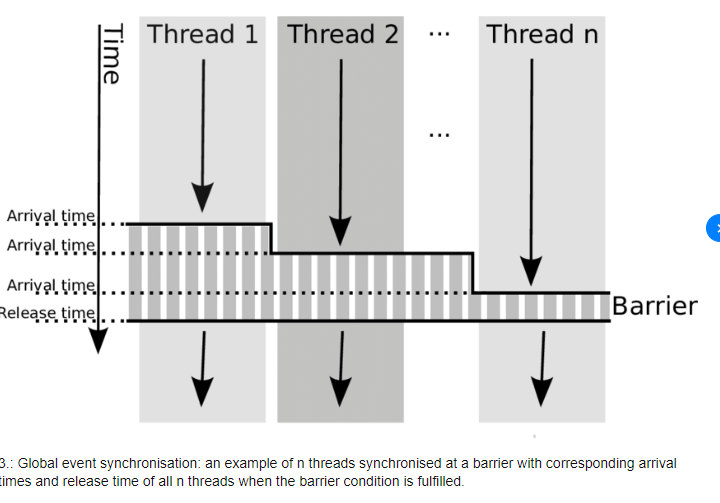 Time
Thread 1 Thread 2 ... Thread n
...
Arrival time
Arrival time
Arrival time
Release time
Barrier
3.: Global event synchronisation: an example of n threads synchronised at a barrier with corresponding arrival
times and release time of all n threads when the barrier condition is fulfilled.